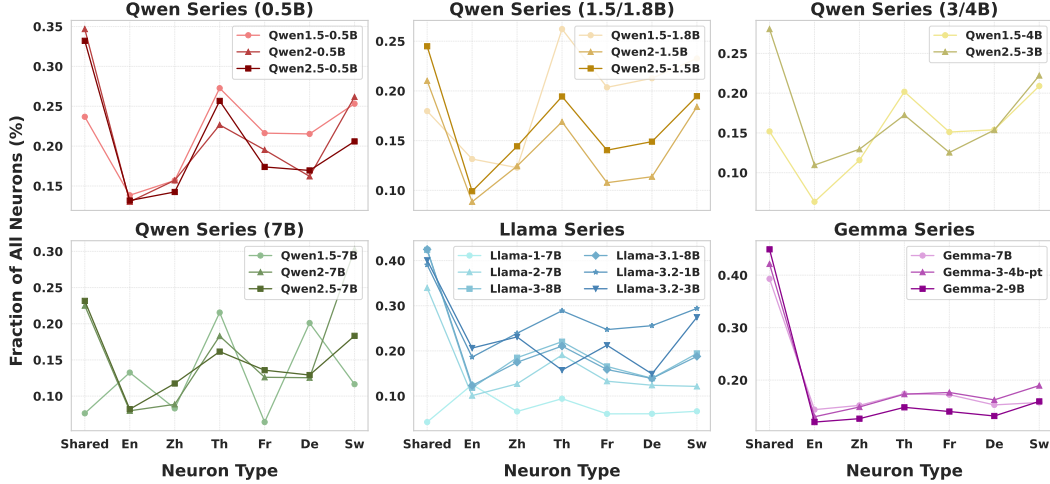 Qwen Series (0.5B)
Qwen Series (1.5/1.8B)
Qwen Series (3/4B)
0.35
0.30
0.25
0.20
0.15
Qwen1.5-0.5B
Qwen2-0.5B
Qwen2.5-0.5B
0.25
0.20
0.15
0.10
Qwen1.5-1.8B
Qwen2-1.5B
Qwen2.5-1.5B
0.25
0.20
0.15
0.10
Qwen1.5-4B
Qwen2.5-3B
Fraction of All Neurons (%)
Qwen Series (7B)
Llama Series
Gemma Series
0.30
0.25
0.20
0.15
0.10
Qwen1.5-7B
Qwen2-7B
Qwen2.5-7B
Shared En Zh Th Fr De Sw
Neuron Type
0.40
0.30
0.20
0.10
Llama-1-7B
Llama-2-7B
Llama-3-8B
Llama-3.1-8B
Llama-3.2-1B
Llama-3.2-3B
Shared En Zh Th Fr De Sw
Neuron Type
0.40
0.30
0.20
Gemma-7B
Gemma-3-4b-pt
Gemma-2-9B
Shared En Zh Th Fr De Sw
Neuron Type